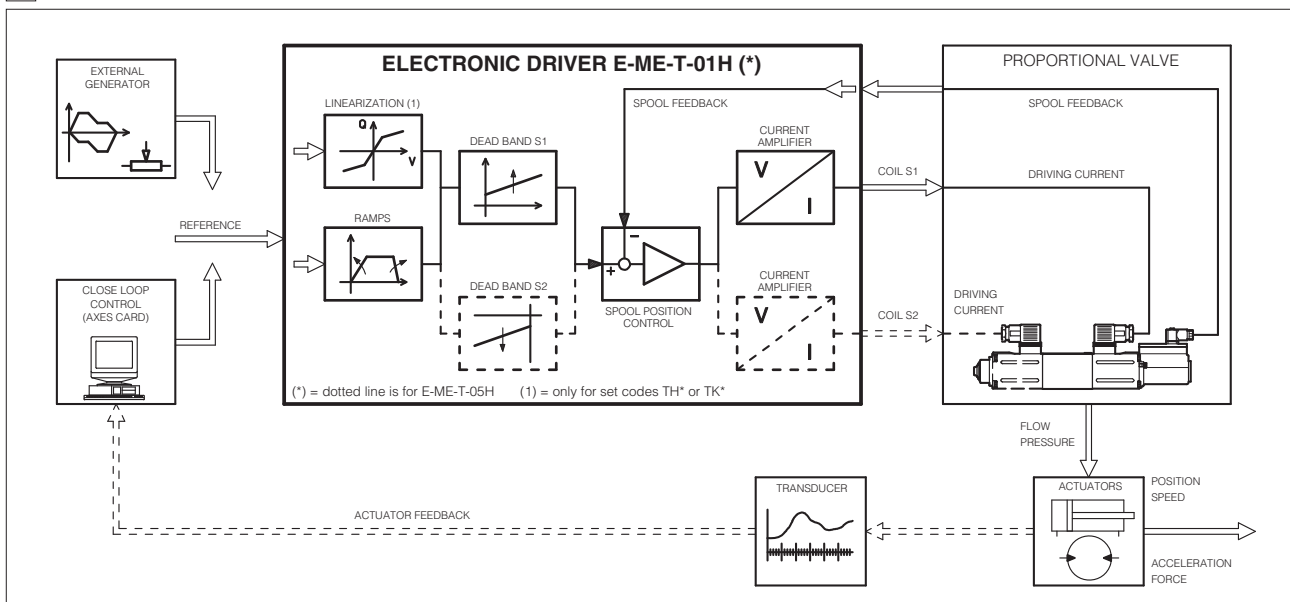 ELECTRONIC DRIVER E-ME-T-01H (*)
PROPORTIONAL VALVE
EXTERNAL
GENERATOR
LINEARIZATION (1)
Q
V
DEAD BAND S1
SPOOL FEEDBACK
SPOOL FEEDBACK
CURRENT
AMPLIFIER
V
I
COIL S1
DRIVING CURRENT
REFERENCE
RAMPS
−
+
SPOOL POSITION
CONTROL
DEAD BAND S2
CURRENT
AMPLIFIER
V
I
COIL S2
DRIVING
CURRENT
CLOSE LOOP
CONTROL
(AXES CARD)
(*) = dotted line is for E-ME-T-05H
(1) = only for set codes TH* or TK*
FLOW
PRESSURE
TRANSDUCER
ACTUATORS
POSITION
SPEED
ACTUATOR FEEDBACK
ACCELERATION
FORCE